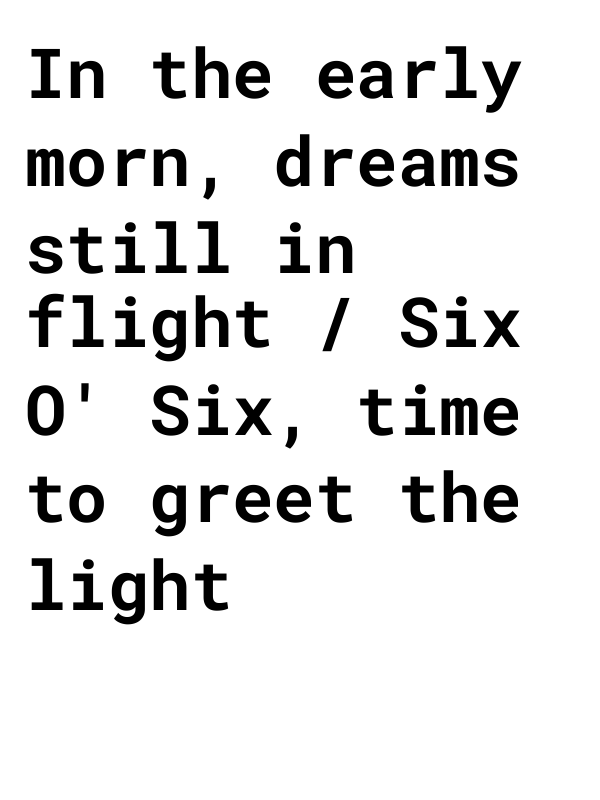 In the early
morn, dreams
still in
flight / Six
O' Six, time
to greet the
light